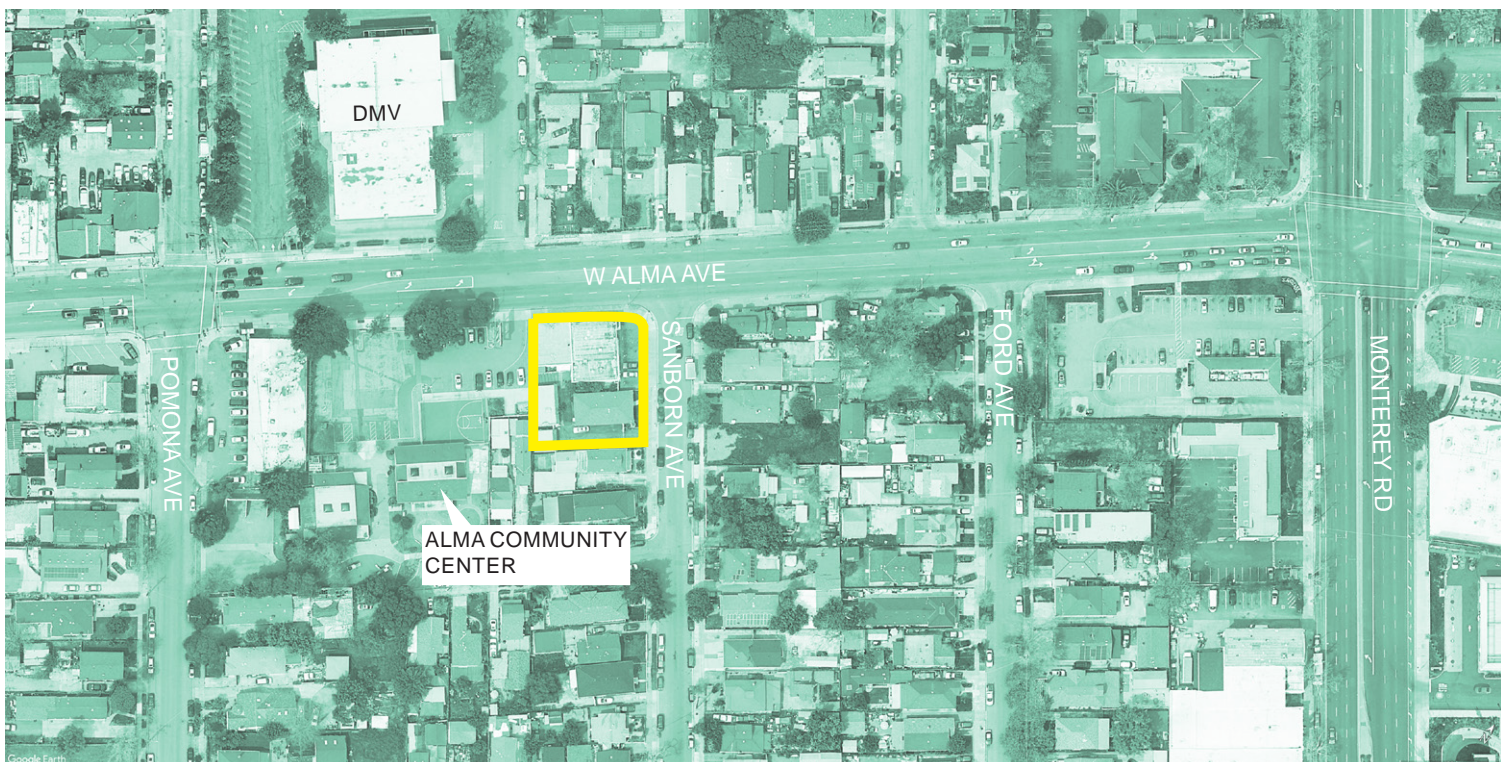 DMV
W ALMA AVE
POMONA AVE
SANBORN AVE
FORD AVE
MONTEREY RD
ALMA COMMUNITY
CENTER
Google Earth